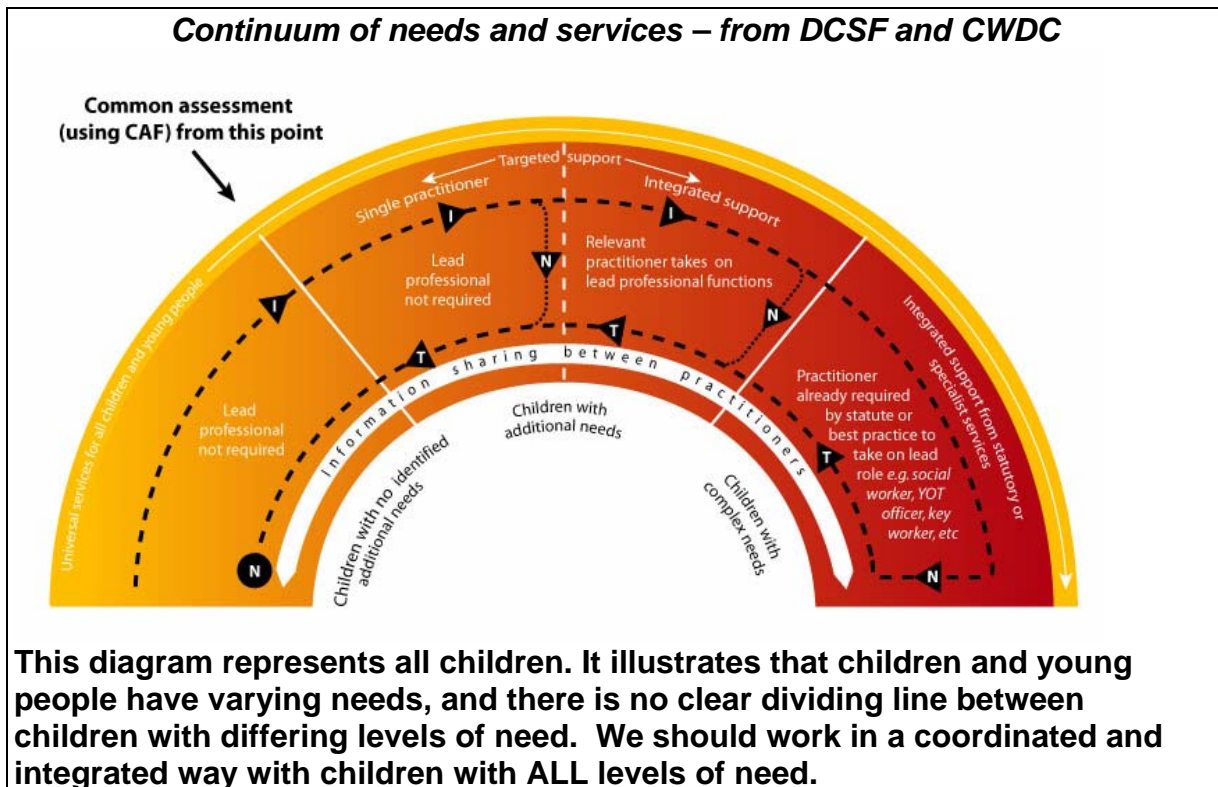 Continuum of needs and services – from DCSF and CWDC
Common assessment
(using CAF) from this point
Targeted support
Single practitioner
Integrated support
I
I
I
N
N
T
T
T
N
N
Universal services for all children and young people
Lead
professional
not required
Lead
professional
not required
Relevant
practitioner takes on
lead professional functions
Practitioner
already required
by statute or
best practice to
take on lead
role e.g. social
worker, YOT
officer, key
worker, etc
Integrated support from statutory or
specialist services
Information sharing between practitioners
Children with no identified
additional needs
Children with
additional needs
Children with
complex needs
This diagram represents all children. It illustrates that children and young
people have varying needs, and there is no clear dividing line between
children with differing levels of need.  We should work in a coordinated and
integrated way with children with ALL levels of need.